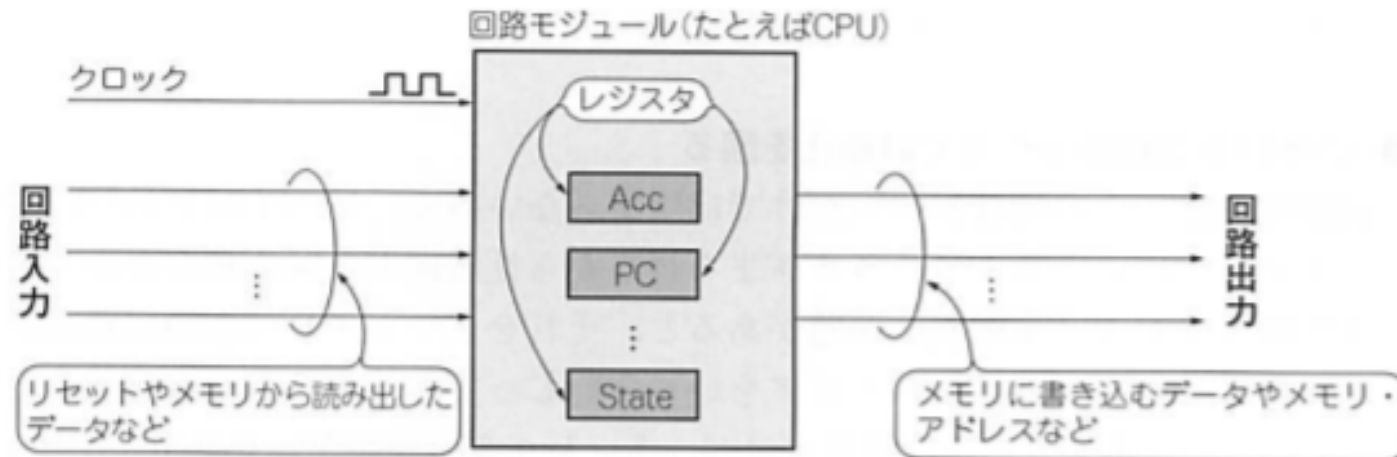 回路モジュール(たとえばCPU)
クロック
レジスタ
回路入力
Acc
PC
⋮
State
⋮
⋮
回路出力
リセットやメモリから読み出した
データなど
メモリに書き込むデータやメモリ・
アドレスなど